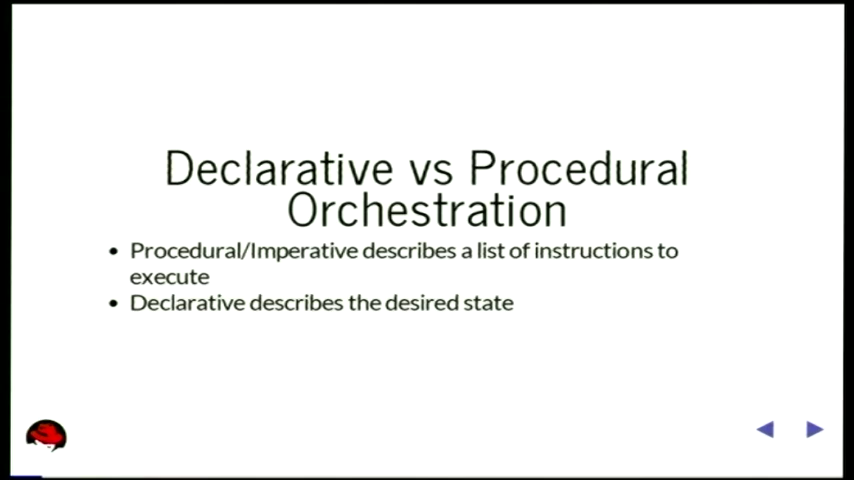 Declarative vs Procedural
Orchestration
• Procedural/Imperative describes a list of instructions to
execute
• Declarative describes the desired state